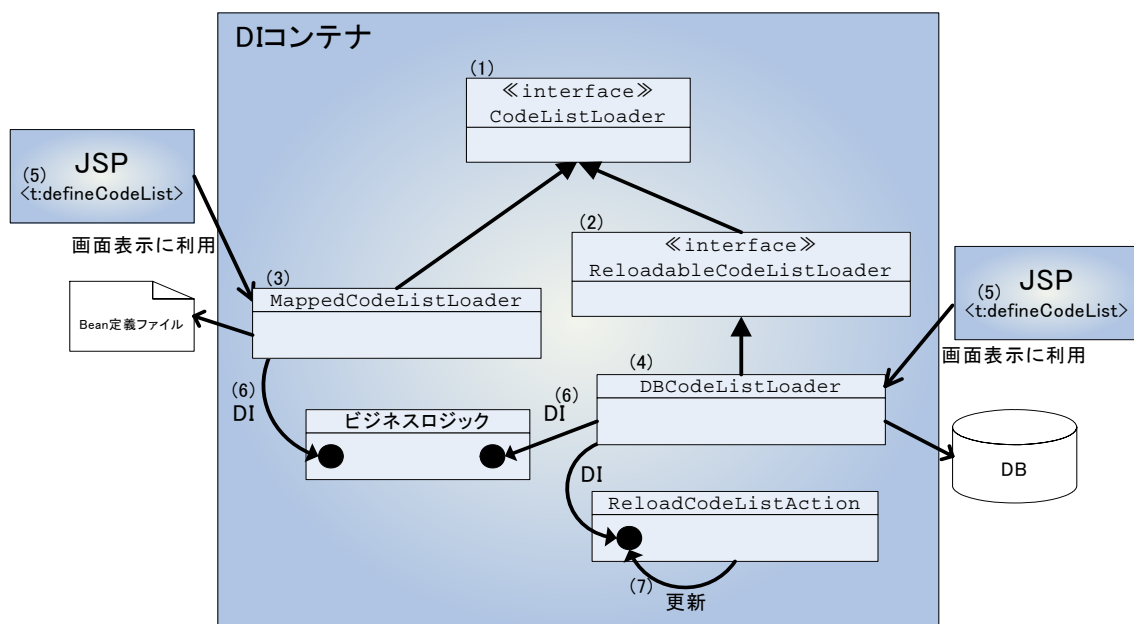 DIコンテナ
(1)
≪interface≫
CodeListLoader
JSP
(5)
<t:defineCodeList>
画面表示に利用
(2)
≪interface≫
ReloadableCodeListLoader
(3)
MappedCodeListLoader
Bean定義ファイル
JSP
(5)
<t:defineCodeList>
画面表示に利用
(4)
DBCodeListLoader
(6)
DI
ビジネスロジック
(6)
DI
DB
DI
ReloadCodeListAction
(7)
更新